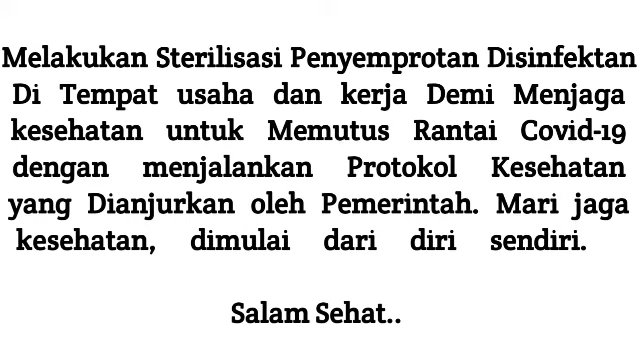 Melakukan Sterilisasi Penyemprotan Disinfektan
Di Tempat usaha dan kerja Demi Menjaga
kesehatan untuk Memutus Rantai Covid-19
dengan menjalankan Protokol Kesehatan
yang Dianjurkan oleh Pemerintah. Mari jaga
kesehatan, dimulai dari diri sendiri.
Salam Sehat..